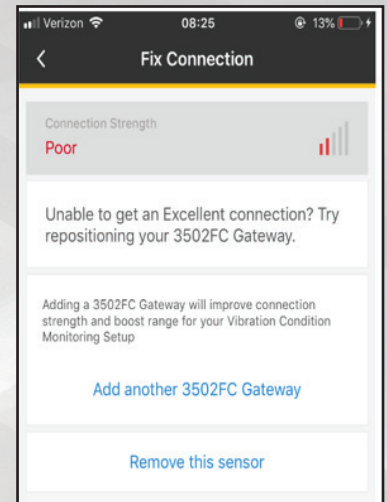 Verizon 08:25 13%
Fix Connection
Connection Strength
Poor
Unable to get an Excellent connection? Try
repositioning your 3502FC Gateway.
Adding a 3502FC Gateway will improve connection
strength and boost range for your Vibration Condition
Monitoring Setup
Add another 3502FC Gateway
Remove this sensor